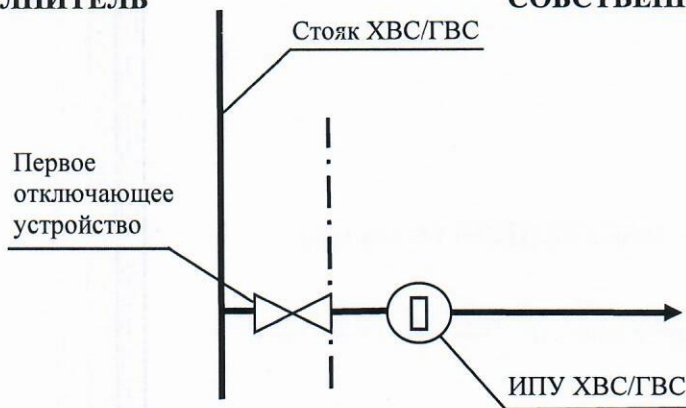 ЛНИТЕЛЬ
СОБСТВЕН
Стояк ХВС/ГВС
Первое
отключающее
устройство
ИПУ ХВС/ГВС